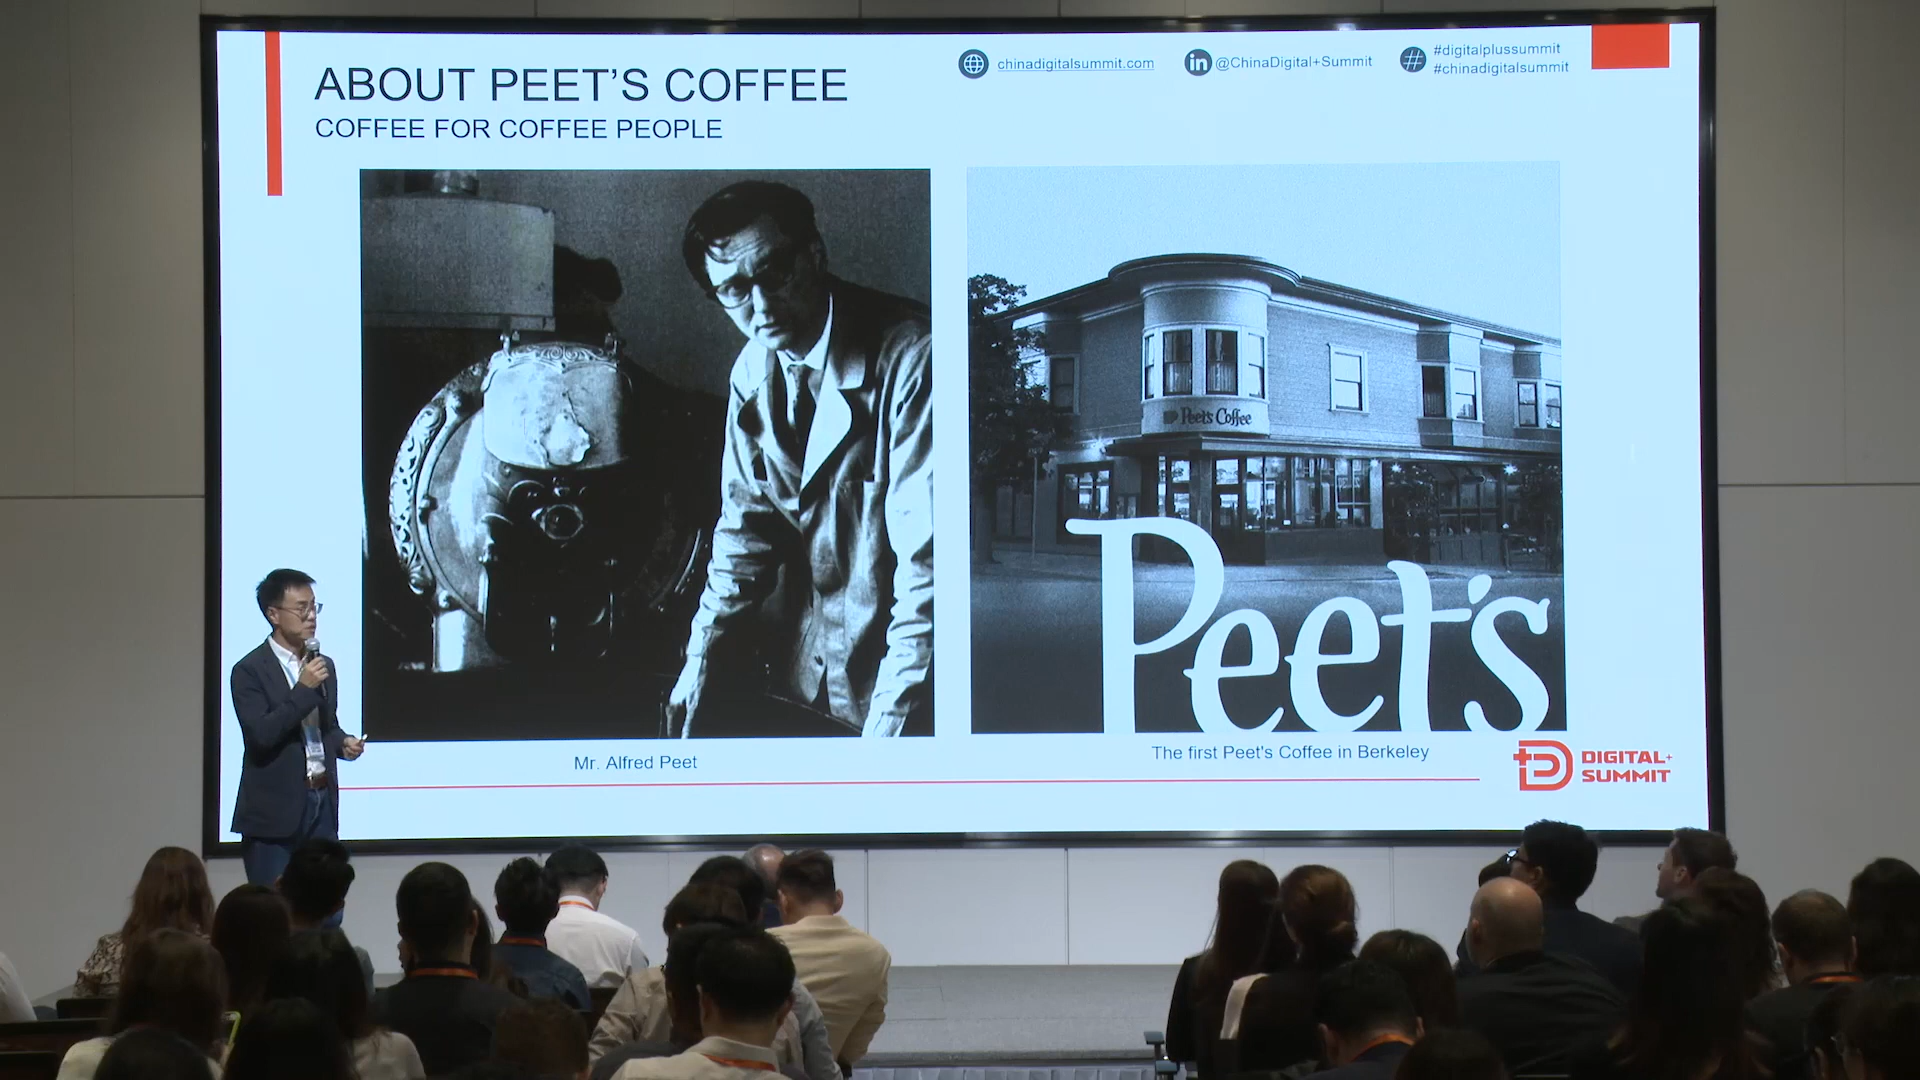 ABOUT PEET'S COFFEE
COFFEE FOR COFFEE PEOPLE
chinadigitalsummit.com
in @ChinaDigital+Summit
# #digitalplussummit
#chinadigitalsummit
Peet's Coffee
Peet's
Mr. Alfred Peet
The first Peet's Coffee in Berkeley
DIGITAL+
SUMMIT